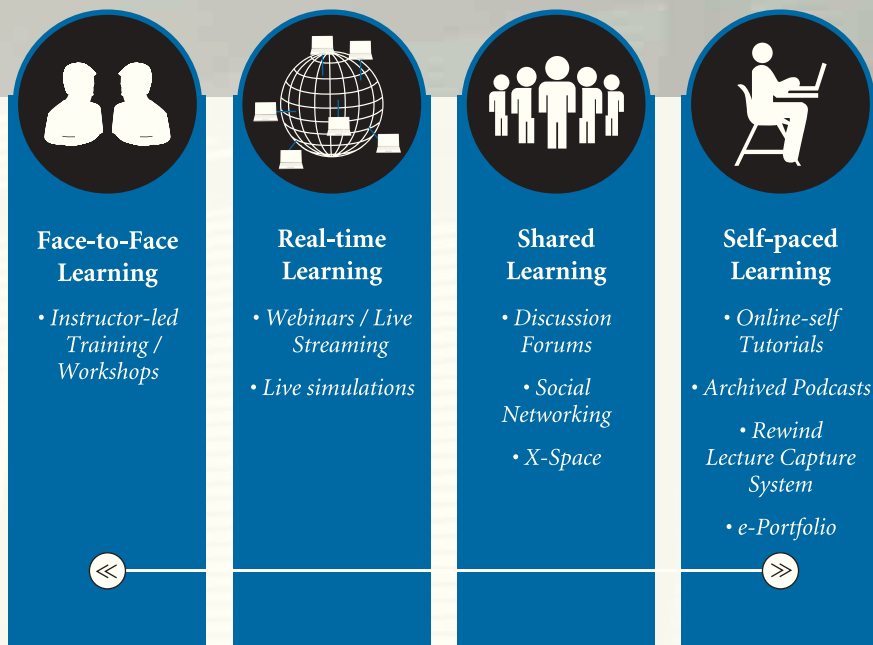 Face-to-Face
Learning
• Instructor-led
Training /
Workshops
Real-time
Learning
• Webinars / Live
Streaming
• Live simulations
Shared
Learning
• Discussion
Forums
• Social
Networking
• X-Space
Self-paced
Learning
• Online-self
Tutorials
• Archived Podcasts
• Rewind
Lecture Capture
System
• e-Portfolio